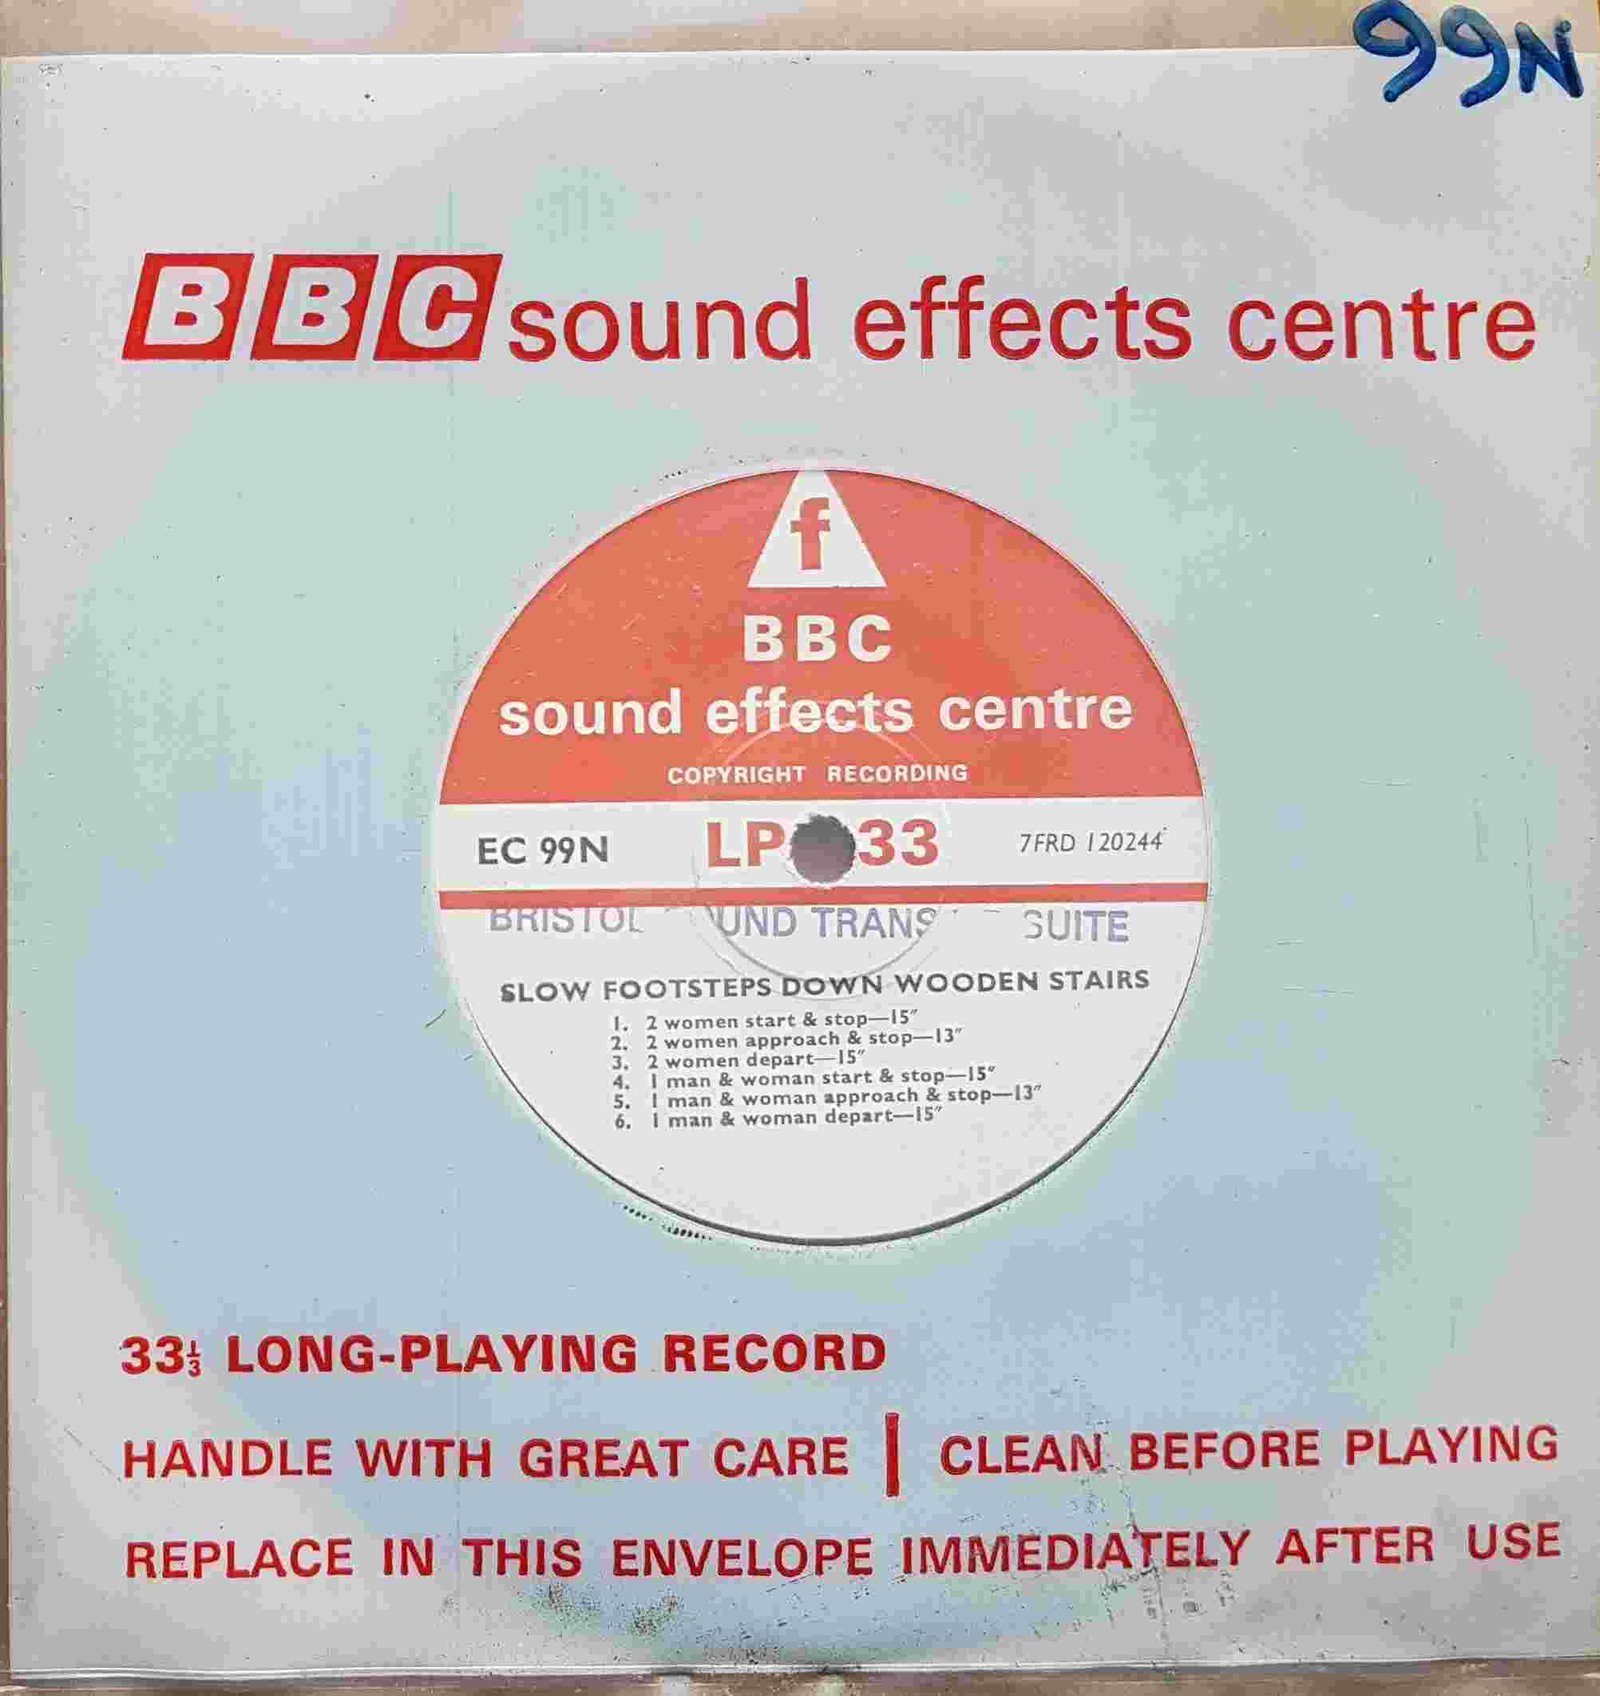 99N
BBC sound effects centre
f
BBC
sound effects centre
COPYRIGHT RECORDING
EC 99N LP 33 7FRD 120244
BRISTOL UND TRANS SUITE
SLOW FOOTSTEPS DOWN WOODEN STAIRS
1. 2 women start & stop—15″
2. 2 women approach & stop—13″
3. 2 women depart—15″
4. 1 man & woman start & stop—15″
5. 1 man & woman approach & stop—13″
6. 1 man & woman depart—15″
33⅓ LONG-PLAYING RECORD
HANDLE WITH GREAT CARE | CLEAN BEFORE PLAYING
REPLACE IN THIS ENVELOPE IMMEDIATELY AFTER USE